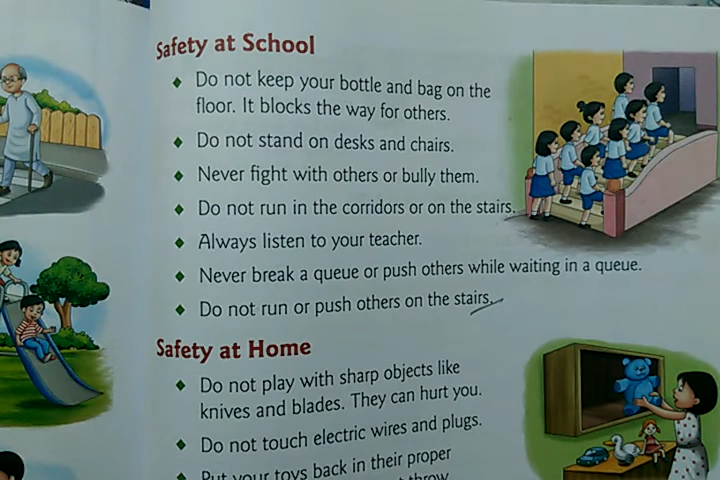 Safety at School
◆ Do not keep your bottle and bag on the
floor. It blocks the way for others.
◆ Do not stand on desks and chairs.
◆ Never fight with others or bully them.
◆ Do not run in the corridors or on the stairs.
◆ Always listen to your teacher.
◆ Never break a queue or push others while waiting in a queue.
◆ Do not run or push others on the stairs.
Safety at Home
◆ Do not play with sharp objects like
knives and blades. They can hurt you.
◆ Do not touch electric wires and plugs.
◆ Put your toys back in their proper
throw